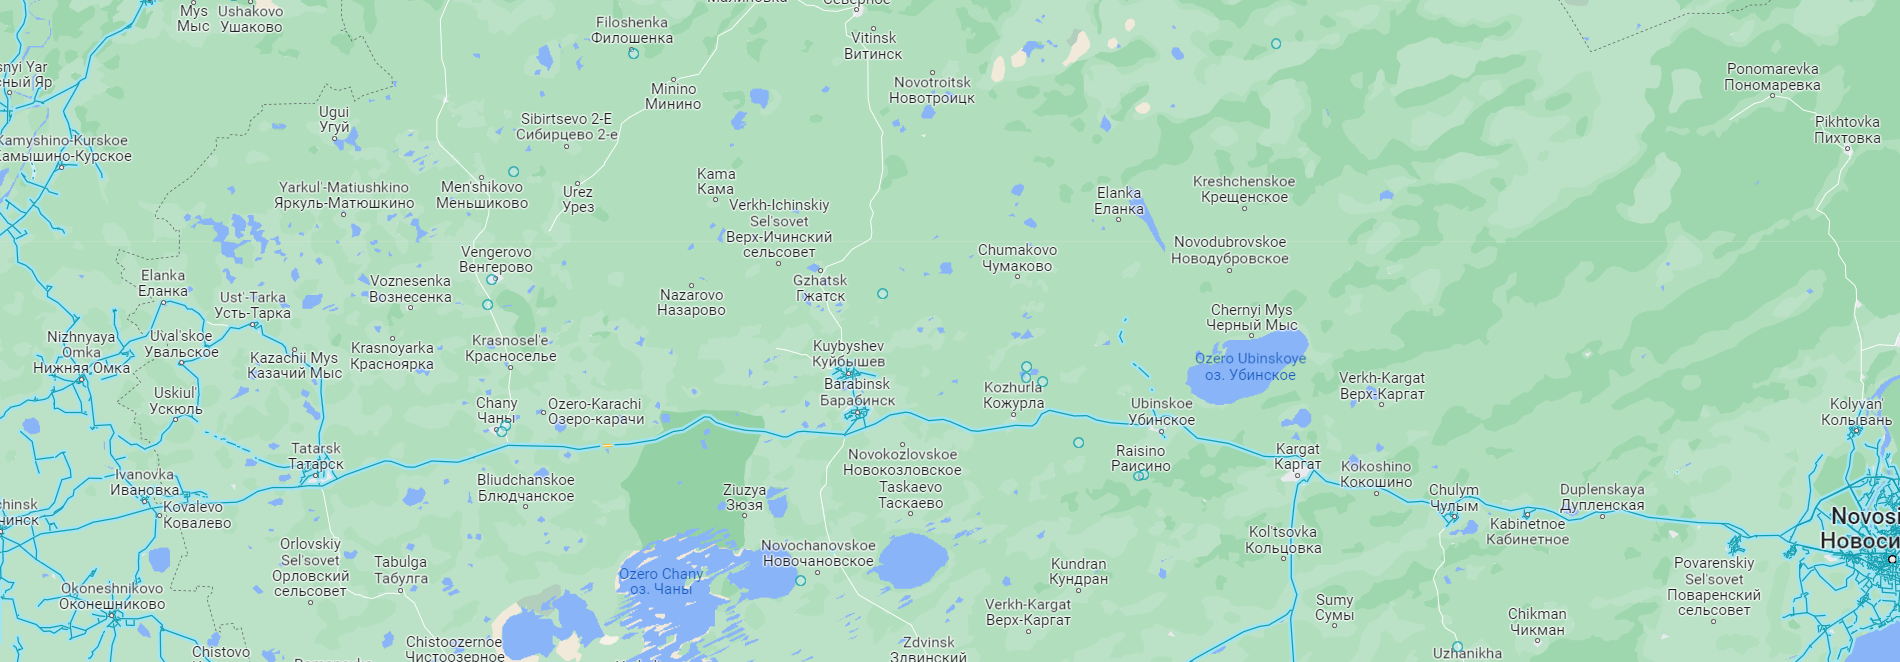 Mys
Мыс
Ushakovo
Ушаково
Filoshenka
Филошенка
Vitinsk
Витинск
Ponomarevka
Пономаревка
Minino
Минино
Novotroitsk
Новотроицк
Ugui
Угуй
Sibirtsevo 2-E
Сибирцево 2-е
Pikhtovka
Пихтовка
Kamyshino-Kurskoe
Камышино-Курское
Yarkul'-Matiushkino
Яркуль-Матюшкино
Men'shikovo
Меньшиково
Urez
Урез
Kama
Кама
Verkh-Ichinskiy
Sel'sovet
Верх-Ичинский
сельсовет
Elanka
Еланка
Kreshchenskoe
Крещенское
Vengerovo
Венгерово
Chumakovo
Чумаково
Novodubrovskoe
Новодубровское
Elanka
Еланка
Ust'-Tarka
Усть-Тарка
Voznesenka
Вознесенка
Nazarovo
Назарово
Gzhatsk
Гжатск
Chernyi Mys
Черный Мыс
Nizhnyaya
Omka
Нижняя Омка
Uval'skoe
Увальское
Kazachii Mys
Казачий Мыс
Krasnoyarka
Красноярка
Krasnosel'e
Красноселье
Kuybyshev
Куйбышев
Ozero Ubinskoye
оз. Убинское
Barabinsk
Барабинск
Kozhurla
Кожурла
Verkh-Kargat
Верх-Каргат
Uskiul'
Ускюль
Chany
Чаны
Ozero-Karachi
Озеро-карачи
Ubinskoe
Убинское
Kolyvan
Колывань
Tatarsk
Татарск
Ivanovka
Ивановка
Kovalevo
Ковалево
Bliudchanskoe
Блюдчанское
Ziuzya
Зюзя
Novokozlovskoe
Новокозловское
Taskaevo
Таскаево
Raisino
Раисино
Kargat
Каргат
Kokoshino
Кокошино
Chulym
Чулым
Duplenskaya
Дупленская
Kabinetnoe
Кабинетное
Orlovskiy
Sel'sovet
Орловский
сельсовет
Tabulga
Табулга
Ozero Chany
оз. Чаны
Novochanovskoe
Новочановское
Kundran
Кундран
Kol'tsovka
Кольцовка
Povarenskiy
Sel'sovet
Поваренский
сельсовет
Okoneshnikovo
Оконешниково
Verkh-Kargat
Верх-Каргат
Sumy
Сумы
Chikman
Чикман
Chistovo
Chistoozernoe
Чистоозерное
Zdvinsk
Здвинский
Uzhanikha